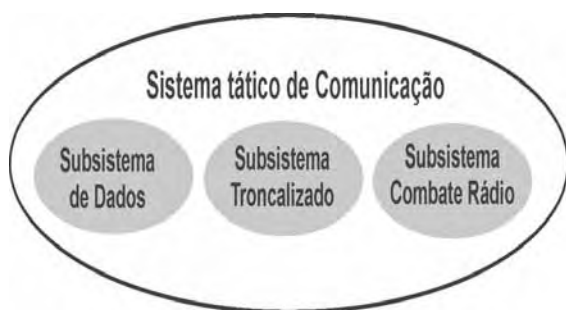 Sistema tático de Comunicação
Subsistema
de Dados
Subsistema
Troncalizado
Subsistema
Combate Rádio